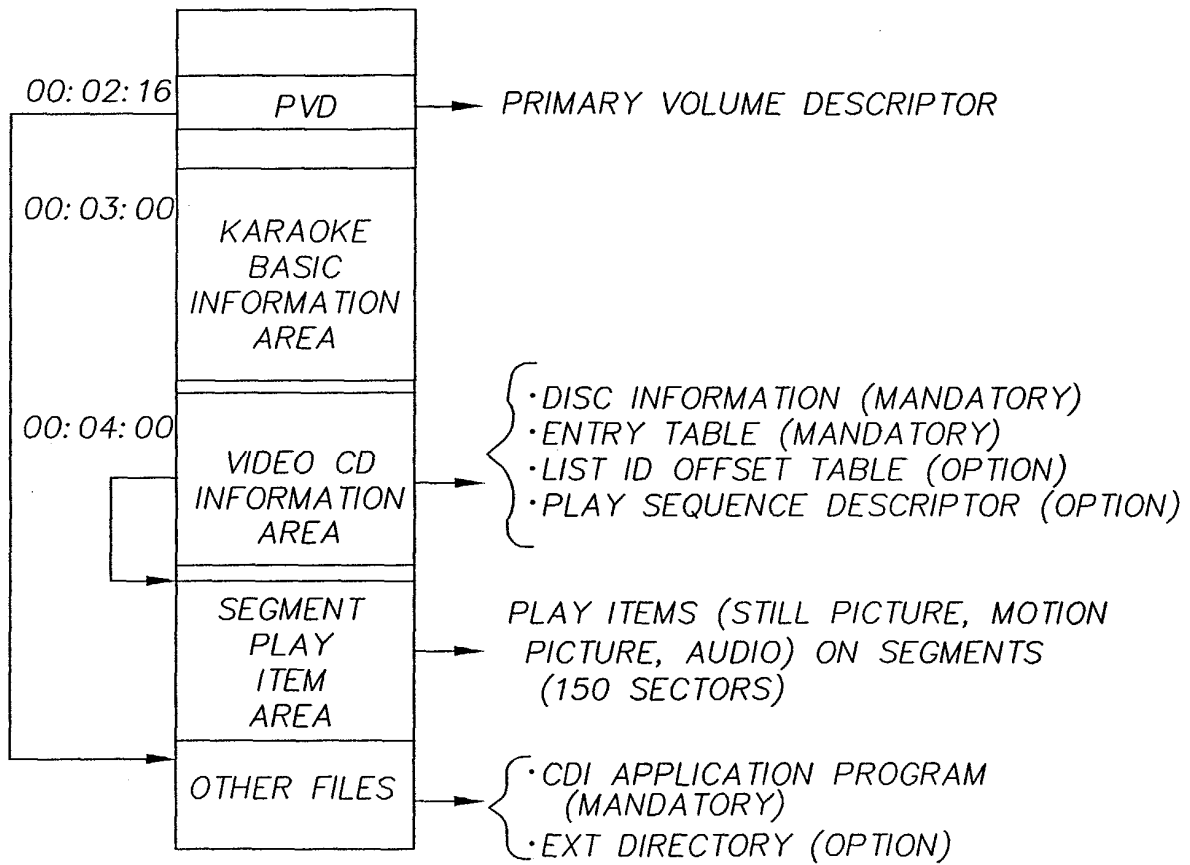 00:02:16
PVD
PRIMARY VOLUME DESCRIPTOR
00:03:00
KARAOKE
BASIC
INFORMATION
AREA
00:04:00
VIDEO CD
INFORMATION
AREA
·DISC INFORMATION (MANDATORY)
·ENTRY TABLE (MANDATORY)
·LIST ID OFFSET TABLE (OPTION)
·PLAY SEQUENCE DESCRIPTOR (OPTION)
SEGMENT
PLAY
ITEM
AREA
PLAY ITEMS (STILL PICTURE, MOTION
PICTURE, AUDIO) ON SEGMENTS
(150 SECTORS)
OTHER FILES
·CDI APPLICATION PROGRAM
(MANDATORY)
·EXT DIRECTORY (OPTION)